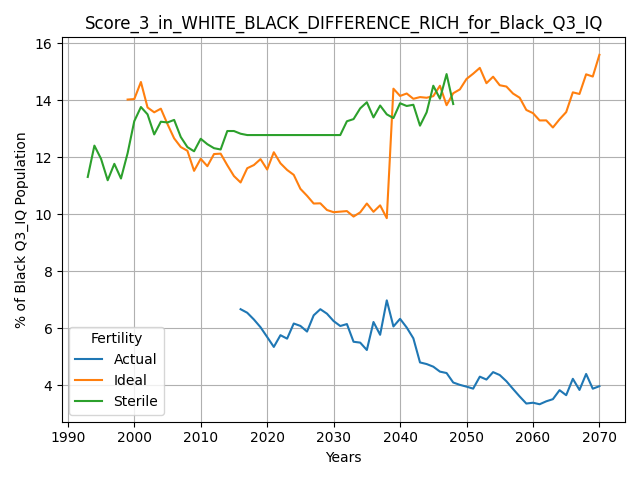 Score_3_in_WHITE_BLACK_DIFFERENCE_RICH_for_Black_Q3_IQ
% of Black Q3_IQ Population
16
14
12
10
8
6
4
Fertility
Actual
Ideal
Sterile
1990 2000 2010 2020 2030 2040 2050 2060 2070
Years